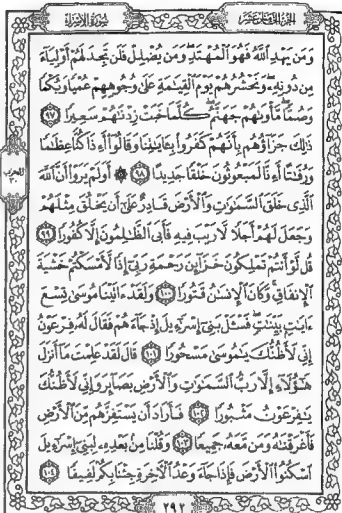 الجزء الخامس عشر
سورة الإسراء
وَمَن يَهْدِ ٱللَّهُ فَهُوَ ٱلْمُهْتَدِ وَمَن يُضْلِلْ فَلَن تَجِدَ لَهُمْ أَوْلِيَآءَ
مِن دُونِهِۦ وَنَحْشُرُهُمْ يَوْمَ ٱلْقِيَٰمَةِ عَلَىٰ وُجُوهِهِمْ عُمْيًا وَبُكْمًا
وَصُمًّا مَّأْوَىٰهُمْ جَهَنَّمُ كُلَّمَا خَبَتْ زِدْنَٰهُمْ سَعِيرًا ٩٧
ذَٰلِكَ جَزَآؤُهُم بِأَنَّهُمْ كَفَرُوا۟ بِـَٔايَٰتِنَا وَقَالُوٓا۟ أَءِذَا كُنَّا عِظَٰمًا
وَرُفَٰتًا أَءِنَّا لَمَبْعُوثُونَ خَلْقًا جَدِيدًا ٩٨ ۞ أَوَلَمْ يَرَوْا۟ أَنَّ ٱللَّهَ
ٱلَّذِى خَلَقَ ٱلسَّمَٰوَٰتِ وَٱلْأَرْضَ قَادِرٌ عَلَىٰٓ أَن يَخْلُقَ مِثْلَهُمْ
وَجَعَلَ لَهُمْ أَجَلًا لَّا رَيْبَ فِيهِ فَأَبَى ٱلظَّٰلِمُونَ إِلَّا كُفُورًا ٩٩
قُل لَّوْ أَنتُمْ تَمْلِكُونَ خَزَآئِنَ رَحْمَةِ رَبِّىٓ إِذًا لَّأَمْسَكْتُمْ خَشْيَةَ
ٱلْإِنفَاقِ وَكَانَ ٱلْإِنسَٰنُ قَتُورًا ١٠٠ وَلَقَدْ ءَاتَيْنَا مُوسَىٰ تِسْعَ
ءَايَٰتٍۭ بَيِّنَٰتٍ فَسْـَٔلْ بَنِىٓ إِسْرَٰٓءِيلَ إِذْ جَآءَهُمْ فَقَالَ لَهُۥ فِرْعَوْنُ
إِنِّى لَأَظُنُّكَ يَٰمُوسَىٰ مَسْحُورًا ١٠١ قَالَ لَقَدْ عَلِمْتَ مَآ أَنزَلَ
هَٰٓؤُلَآءِ إِلَّا رَبُّ ٱلسَّمَٰوَٰتِ وَٱلْأَرْضِ بَصَآئِرَ وَإِنِّى لَأَظُنُّكَ
يَٰفِرْعَوْنُ مَثْبُورًا ١٠٢ فَأَرَادَ أَن يَسْتَفِزَّهُم مِّنَ ٱلْأَرْضِ
فَأَغْرَقْنَٰهُ وَمَن مَّعَهُۥ جَمِيعًا ١٠٣ وَقُلْنَا مِنۢ بَعْدِهِۦ لِبَنِىٓ إِسْرَٰٓءِيلَ
ٱسْكُنُوا۟ ٱلْأَرْضَ فَإِذَا جَآءَ وَعْدُ ٱلْءَاخِرَةِ جِئْنَا بِكُمْ لَفِيفًا ١٠٤
٢٩٢